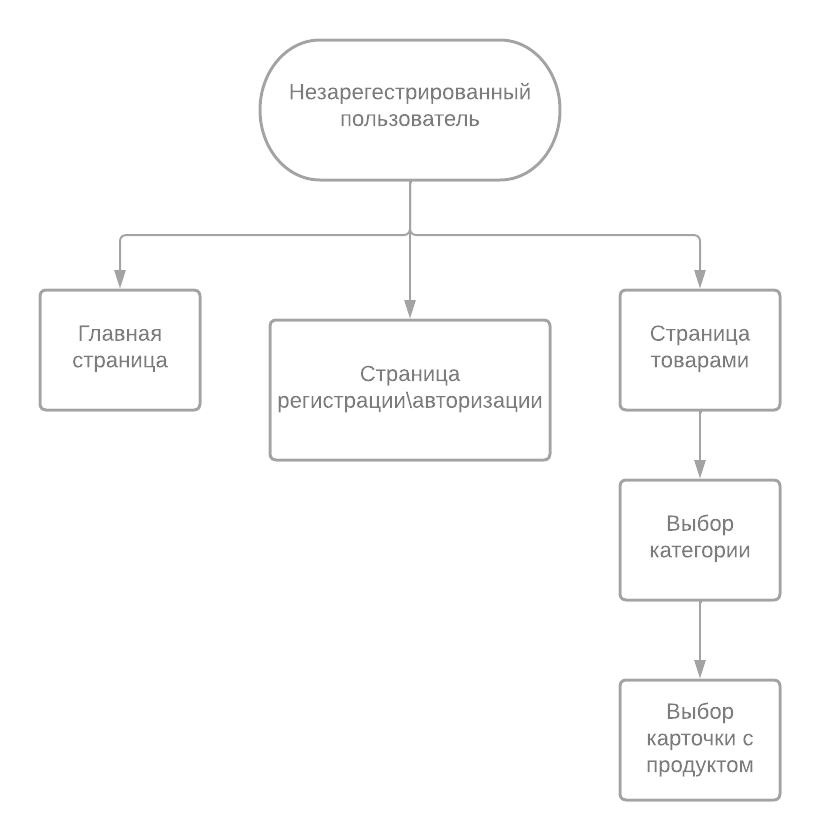 Незарегестрированный
пользователь
Главная
страница
Страница
регистрации\авторизации
Страница
товарами
Выбор
категории
Выбор
карточки с
продуктом